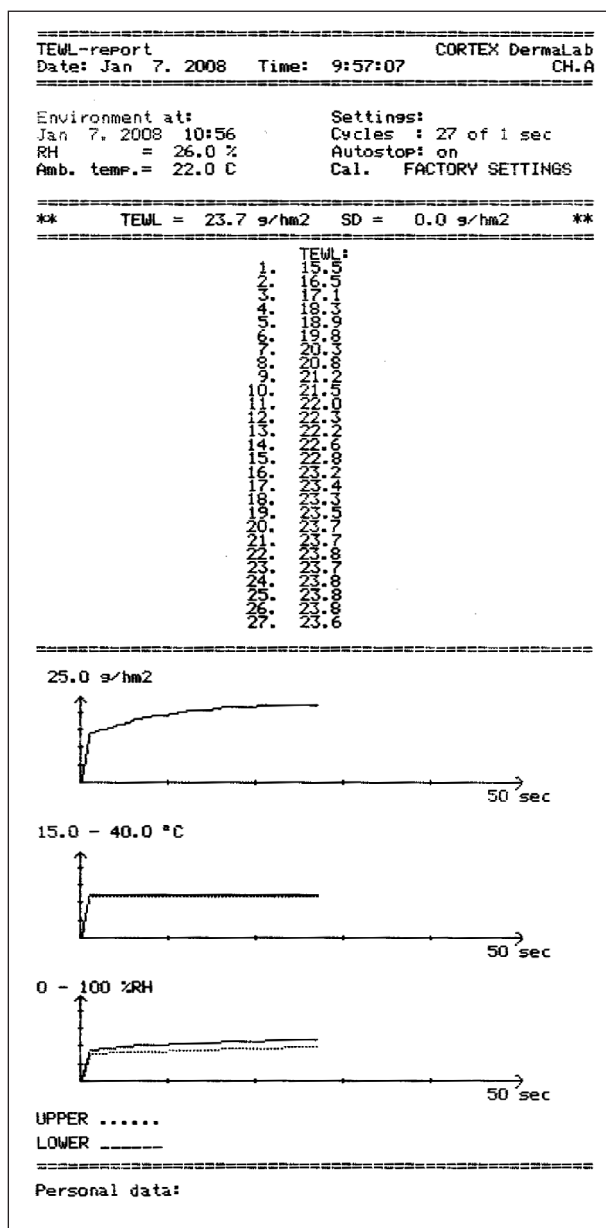 TEWL-report CORTEX DermaLab
Date: Jan 7. 2008 Time: 9:57:07 CH.A
Environment at: Settings:
Jan 7. 2008 10:56 Cycles : 27 of 1 sec
RH = 26.0 % Autostop: on
Amb. temp.= 22.0 C Cal. FACTORY SETTINGS
** TEWL = 23.7 g/hm2 SD = 0.0 g/hm2 **
TEWL:
1. 15.5
2. 16.5
3. 17.1
4. 18.3
5. 18.9
6. 19.8
7. 20.3
8. 20.8
9. 21.2
10. 21.5
11. 22.0
12. 22.3
13. 22.2
14. 22.6
15. 22.8
16. 23.2
17. 23.4
18. 23.3
19. 23.5
20. 23.7
21. 23.7
22. 23.8
23. 23.7
24. 23.8
25. 23.8
26. 23.8
27. 23.6
25.0 g/hm2
50 sec
15.0 - 40.0 °C
50 sec
0 - 100 %RH
50 sec
UPPER ......
LOWER ______
Personal data: